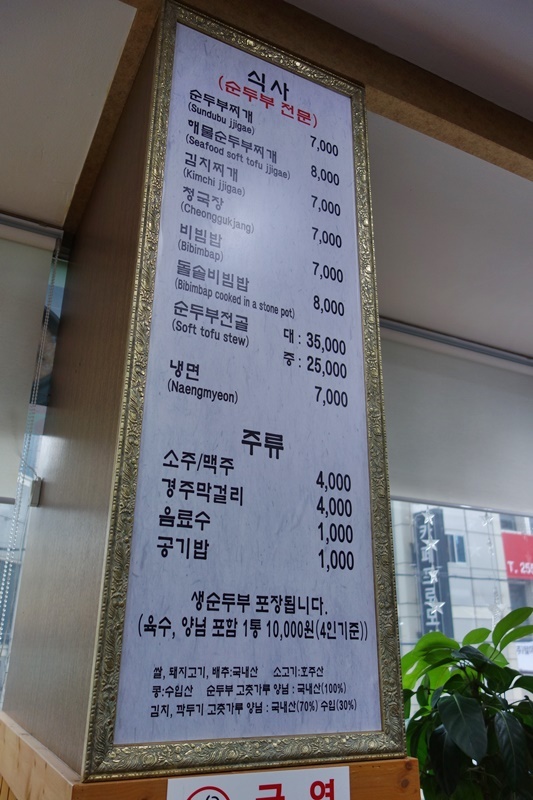 식사
(순두부 전문)
순두부찌개 7,000
(Sundubu jjigae)
해물순두부찌개 8,000
(Seafood soft tofu jjigae)
김치찌개 7,000
(Kimchi jjigae)
청국장 7,000
(Cheonggukjang)
비빔밥 7,000
(Bibimbap)
돌솥비빔밥 8,000
(Bibimbap cooked in a stone pot)
순두부전골 대 : 35,000
(Soft tofu stew) 중 : 25,000
냉면 7,000
(Naengmyeon)
주류
소주/맥주 4,000
경주막걸리 4,000
음료수 1,000
공기밥 1,000
생순두부 포장됩니다.
(육수, 양념 포함 1통 10,000원(4인기준))
쌀, 돼지고기, 배추:국내산 소고기:호주산
콩:수입산 순두부 고춧가루 양념 : 국내산(100%)
김치, 깍두기 고춧가루 양념 : 국내산(70%) 수입(30%)
금연
T. 255